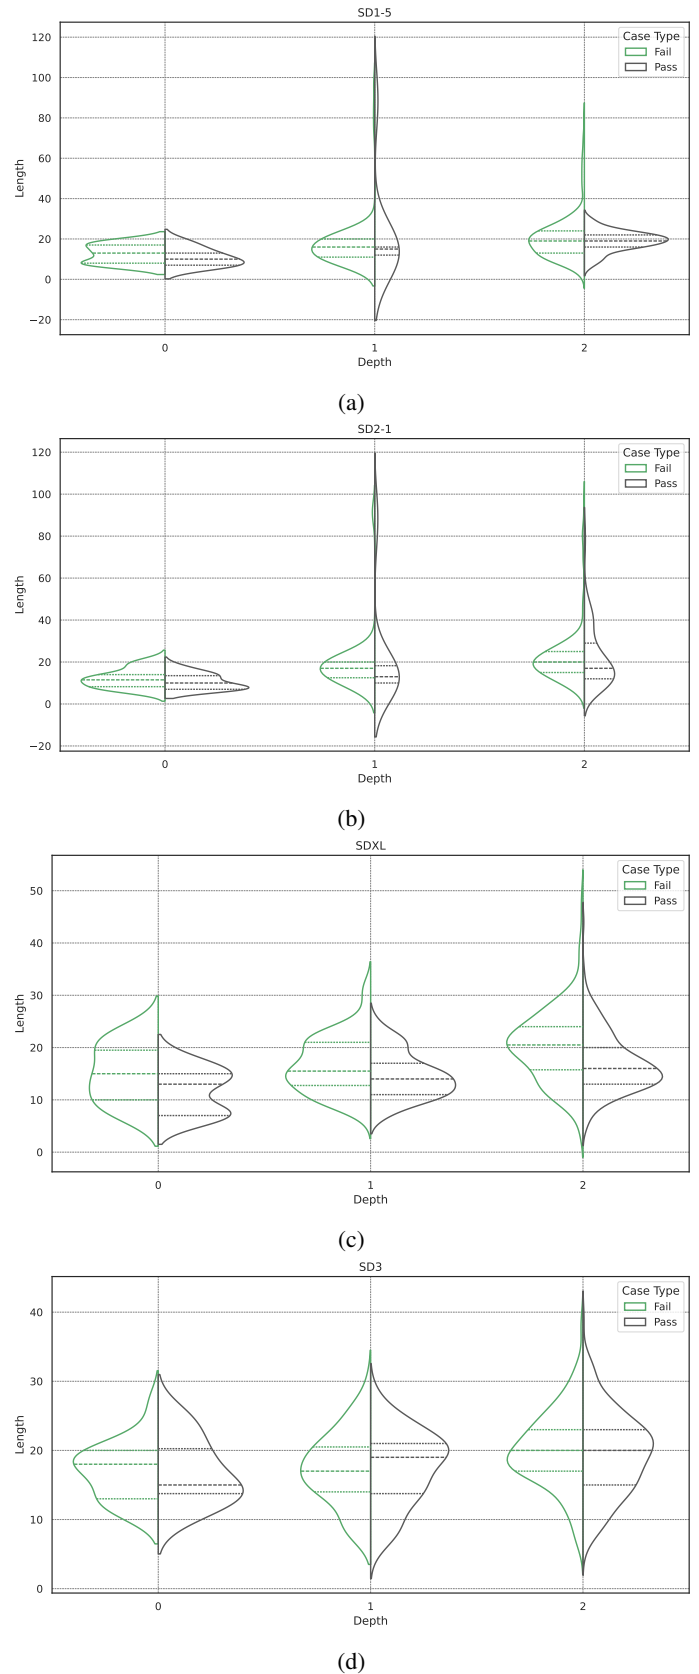 SD1-5
Case Type
Fail
Pass
120
100
80
60
40
20
0
−20
Length
0 1 2
Depth
(a)
SD2-1
Case Type
Fail
Pass
120
100
80
60
40
20
0
−20
Length
0 1 2
Depth
(b)
SDXL
Case Type
Fail
Pass
50
40
30
20
10
0
Length
0 1 2
Depth
(c)
SD3
Case Type
Fail
Pass
40
30
20
10
0
Length
0 1 2
Depth
(d)